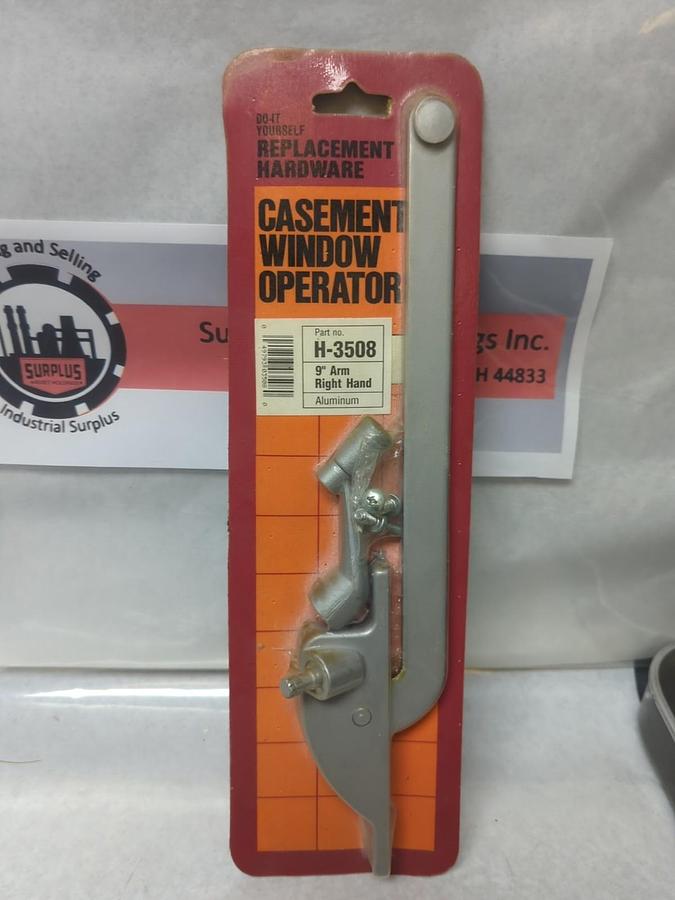 DO-IT
YOURSELF
REPLACEMENT
HARDWARE
CASEMENT
WINDOW
OPERATOR
Part no.
H-3508
9" Arm
Right Hand
Aluminum
g and Selling
SURPLUS
Industrial Surplus
Su
gs Inc.
H 44833